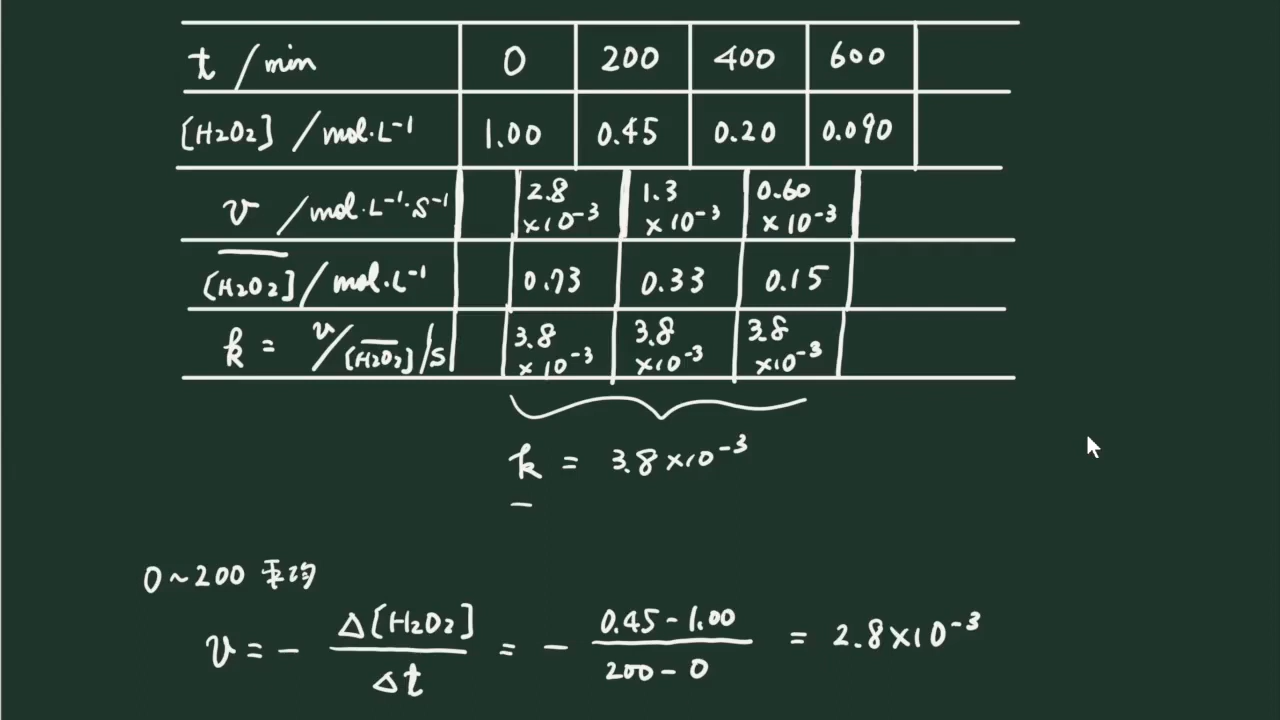 t /min 0 200 400 600
[H2O2] /mol·L⁻¹ 1.00 0.45 0.20 0.090
v /mol·L⁻¹·S⁻¹ 2.8×10⁻³ 1.3×10⁻³ 0.60×10⁻³
[H2O2]/mol·L⁻¹ 0.73 0.33 0.15
k = v/[H2O2]/S 3.8×10⁻³ 3.8×10⁻³ 3.8×10⁻³
k = 3.8×10⁻³
0~200 平均
v = - Δ[H2O2]/Δt = - (0.45-1.00)/(200-0) = 2.8×10⁻³